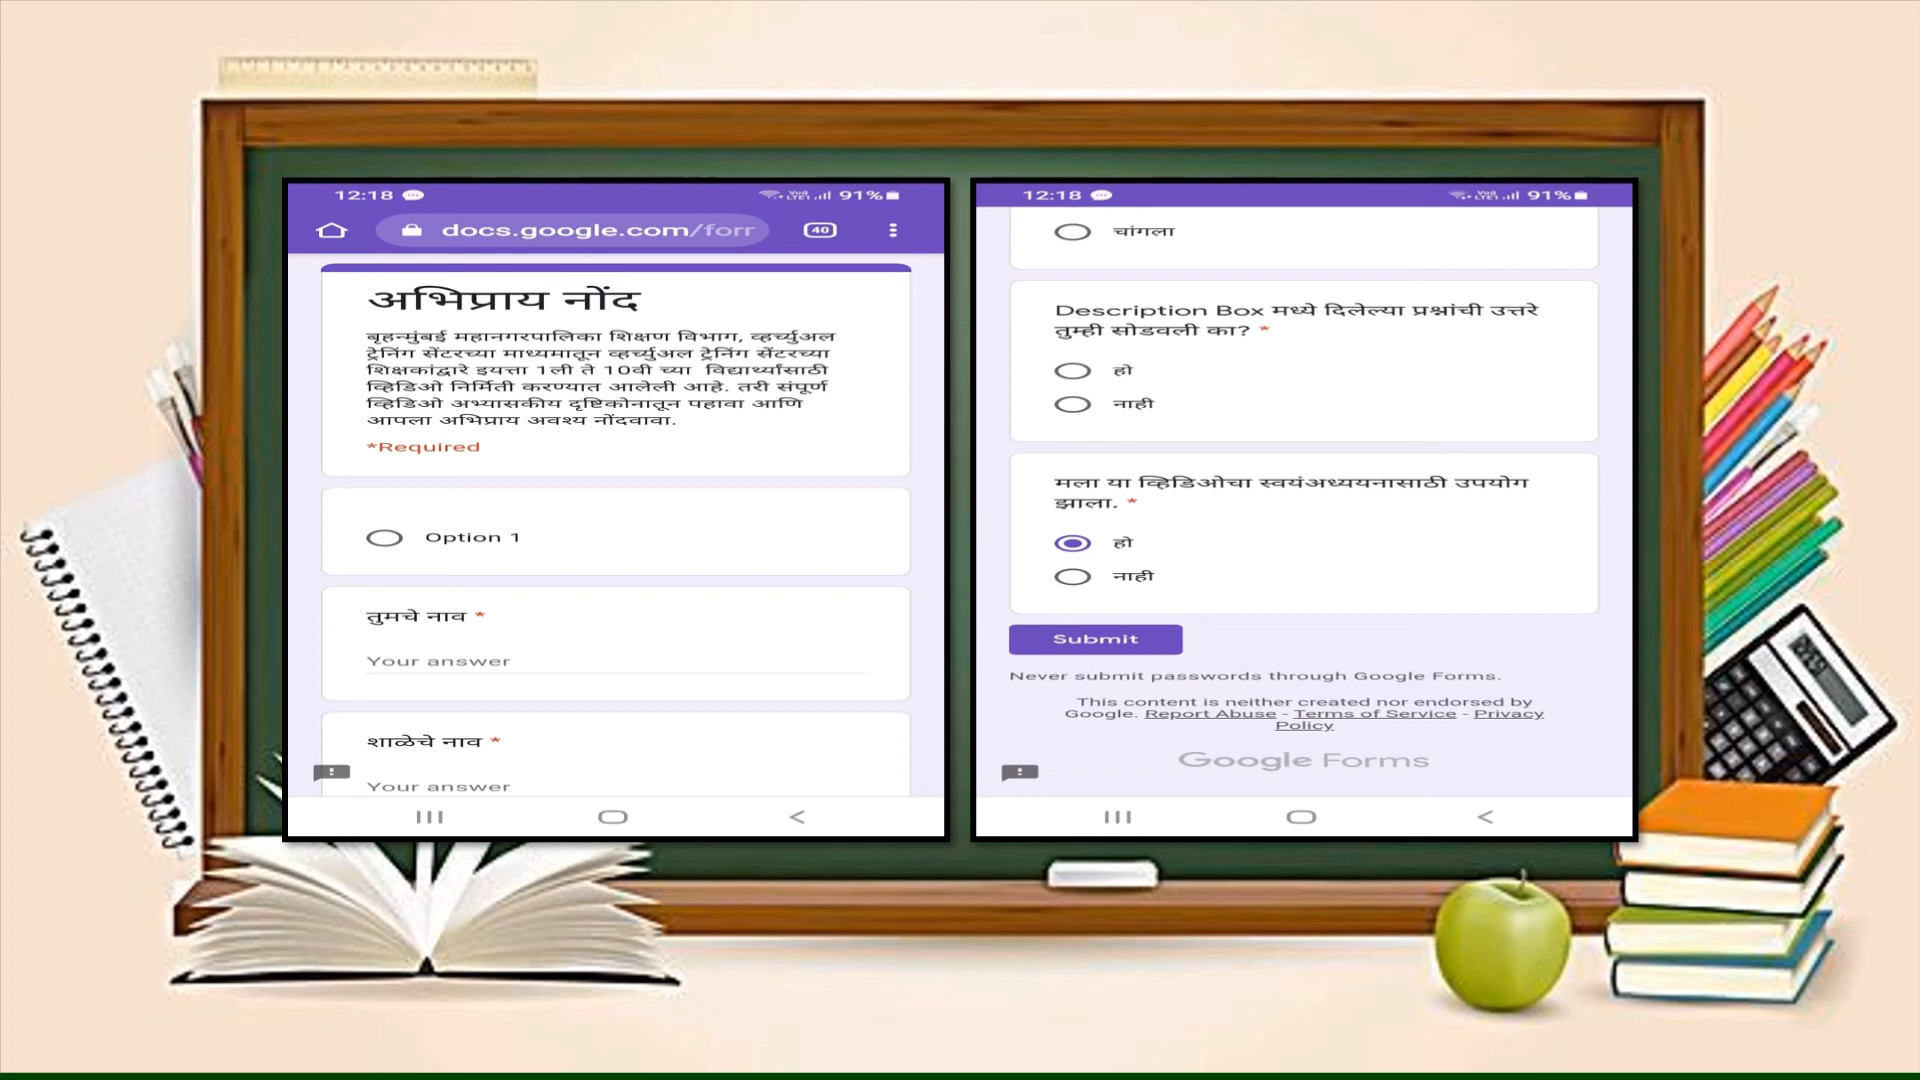 12:18
91%
docs.google.com/forr
40
अभिप्राय नोंद
बृहन्मुंबई महानगरपालिका शिक्षण विभाग, व्हर्च्युअल
ट्रेनिंग सेंटरच्या माध्यमातून व्हर्च्युअल ट्रेनिंग सेंटरच्या
शिक्षकांद्वारे इयत्ता 1ली ते 10वी च्या विद्यार्थ्यांसाठी
व्हिडिओ निर्मिती करण्यात आलेली आहे. तरी संपूर्ण
व्हिडिओ अभ्यासकीय दृष्टिकोनातून पहावा आणि
आपला अभिप्राय अवश्य नोंदवावा.
*Required
Option 1
तुमचे नाव *
Your answer
शाळेचे नाव *
Your answer
12:18
91%
चांगला
Description Box मध्ये दिलेल्या प्रश्नांची उत्तरे
तुम्ही सोडवली का? *
हो
नाही
मला या व्हिडिओचा स्वयंअध्ययनासाठी उपयोग
झाला. *
हो
नाही
Submit
Never submit passwords through Google Forms.
This content is neither created nor endorsed by
Google. Report Abuse - Terms of Service - Privacy
Policy
Google Forms